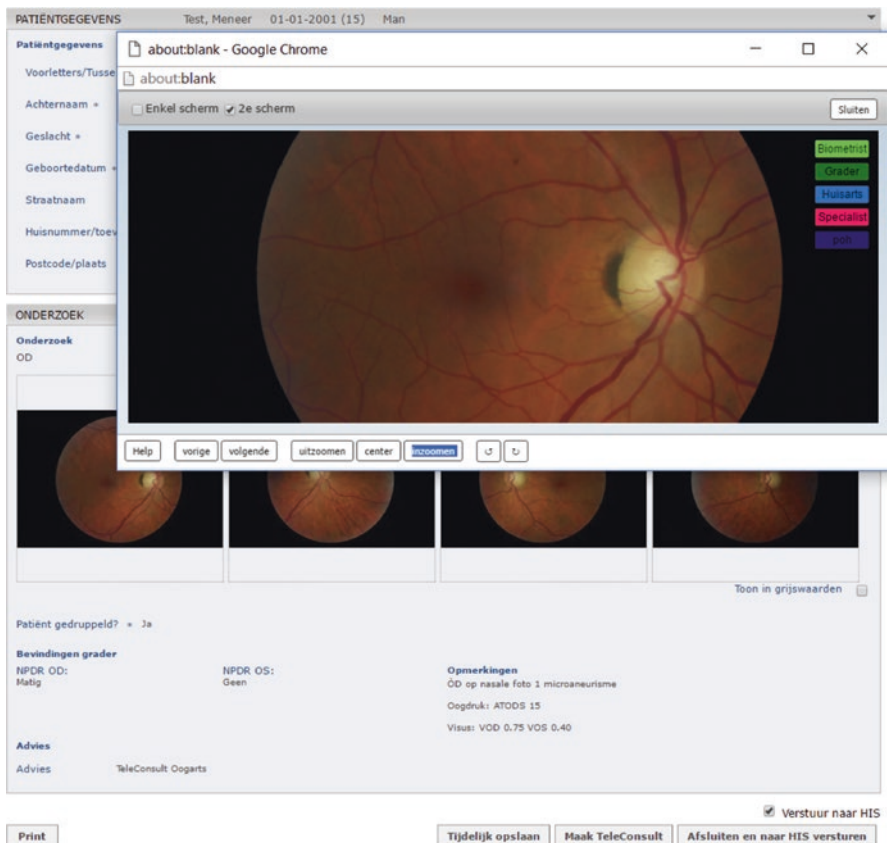 PATIËNTGEGEVENS Test, Meneer 01-01-2001 (15) Man
Patiëntgegevens
Voorletters/Tusse
Achternaam *
Geslacht *
Geboortedatum *
Straatnaam
Huisnummer/toev
Postcode/plaats
about:blank - Google Chrome
about:blank
Enkel scherm 2e scherm Sluiten
Biometrist
Grader
Huisarts
Specialist
poh
Help vorige volgende uitzoomen center inzoomen
ONDERZOEK
Onderzoek
OD
Toon in grijswaarden
Patiënt gedruppeld? * Ja
Bevindingen grader
NPDR OD: NPDR OS: Opmerkingen
Matig Geen OD op nasale foto 1 microaneurisme
Oogdruk: ATODS 15
Visus: VOD 0.75 VOS 0.40
Advies
Advies TeleConsult Oogarts
Verstuur naar HIS
Print Tijdelijk opslaan Maak TeleConsult Afsluiten en naar HIS versturen